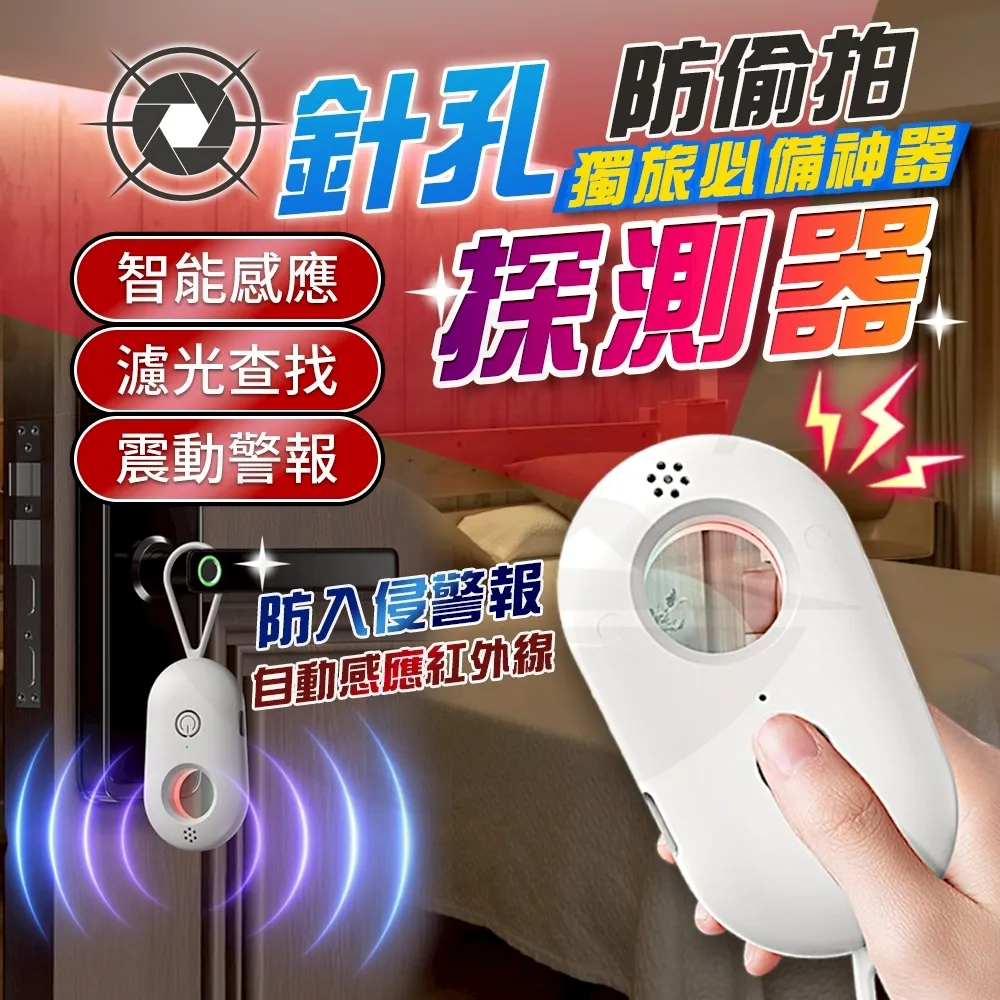 防偷拍
針孔
獨旅必備神器
探測器
智能感應
濾光查找
震動警報
防入侵警報
自動感應紅外線